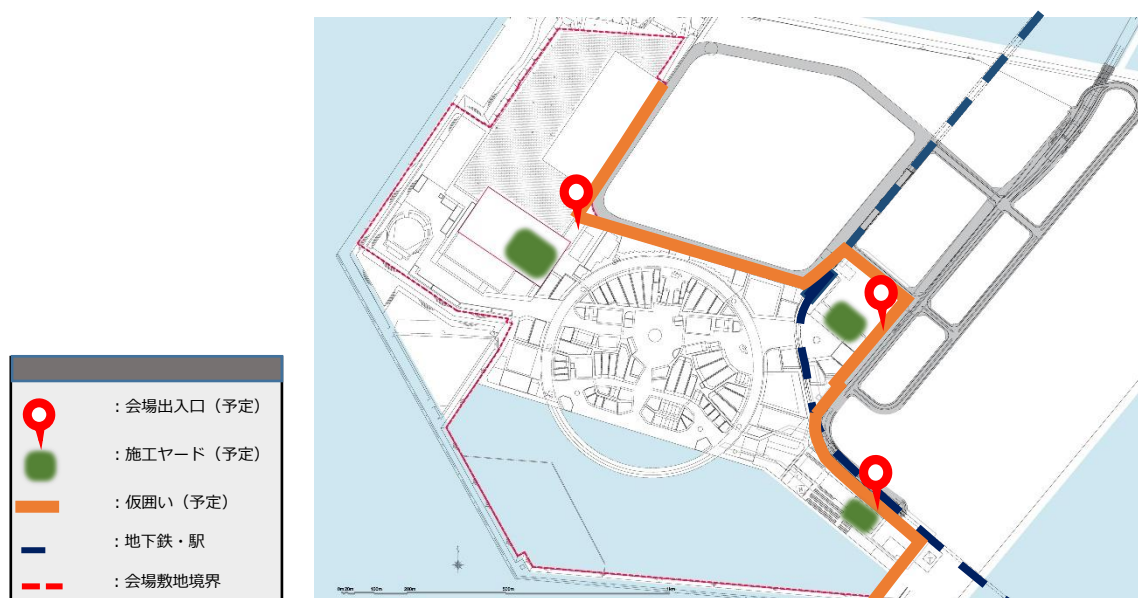 ：会場出入口（予定）
：施工ヤード（予定）
：仮囲い（予定）
：地下鉄・駅
：会場敷地境界